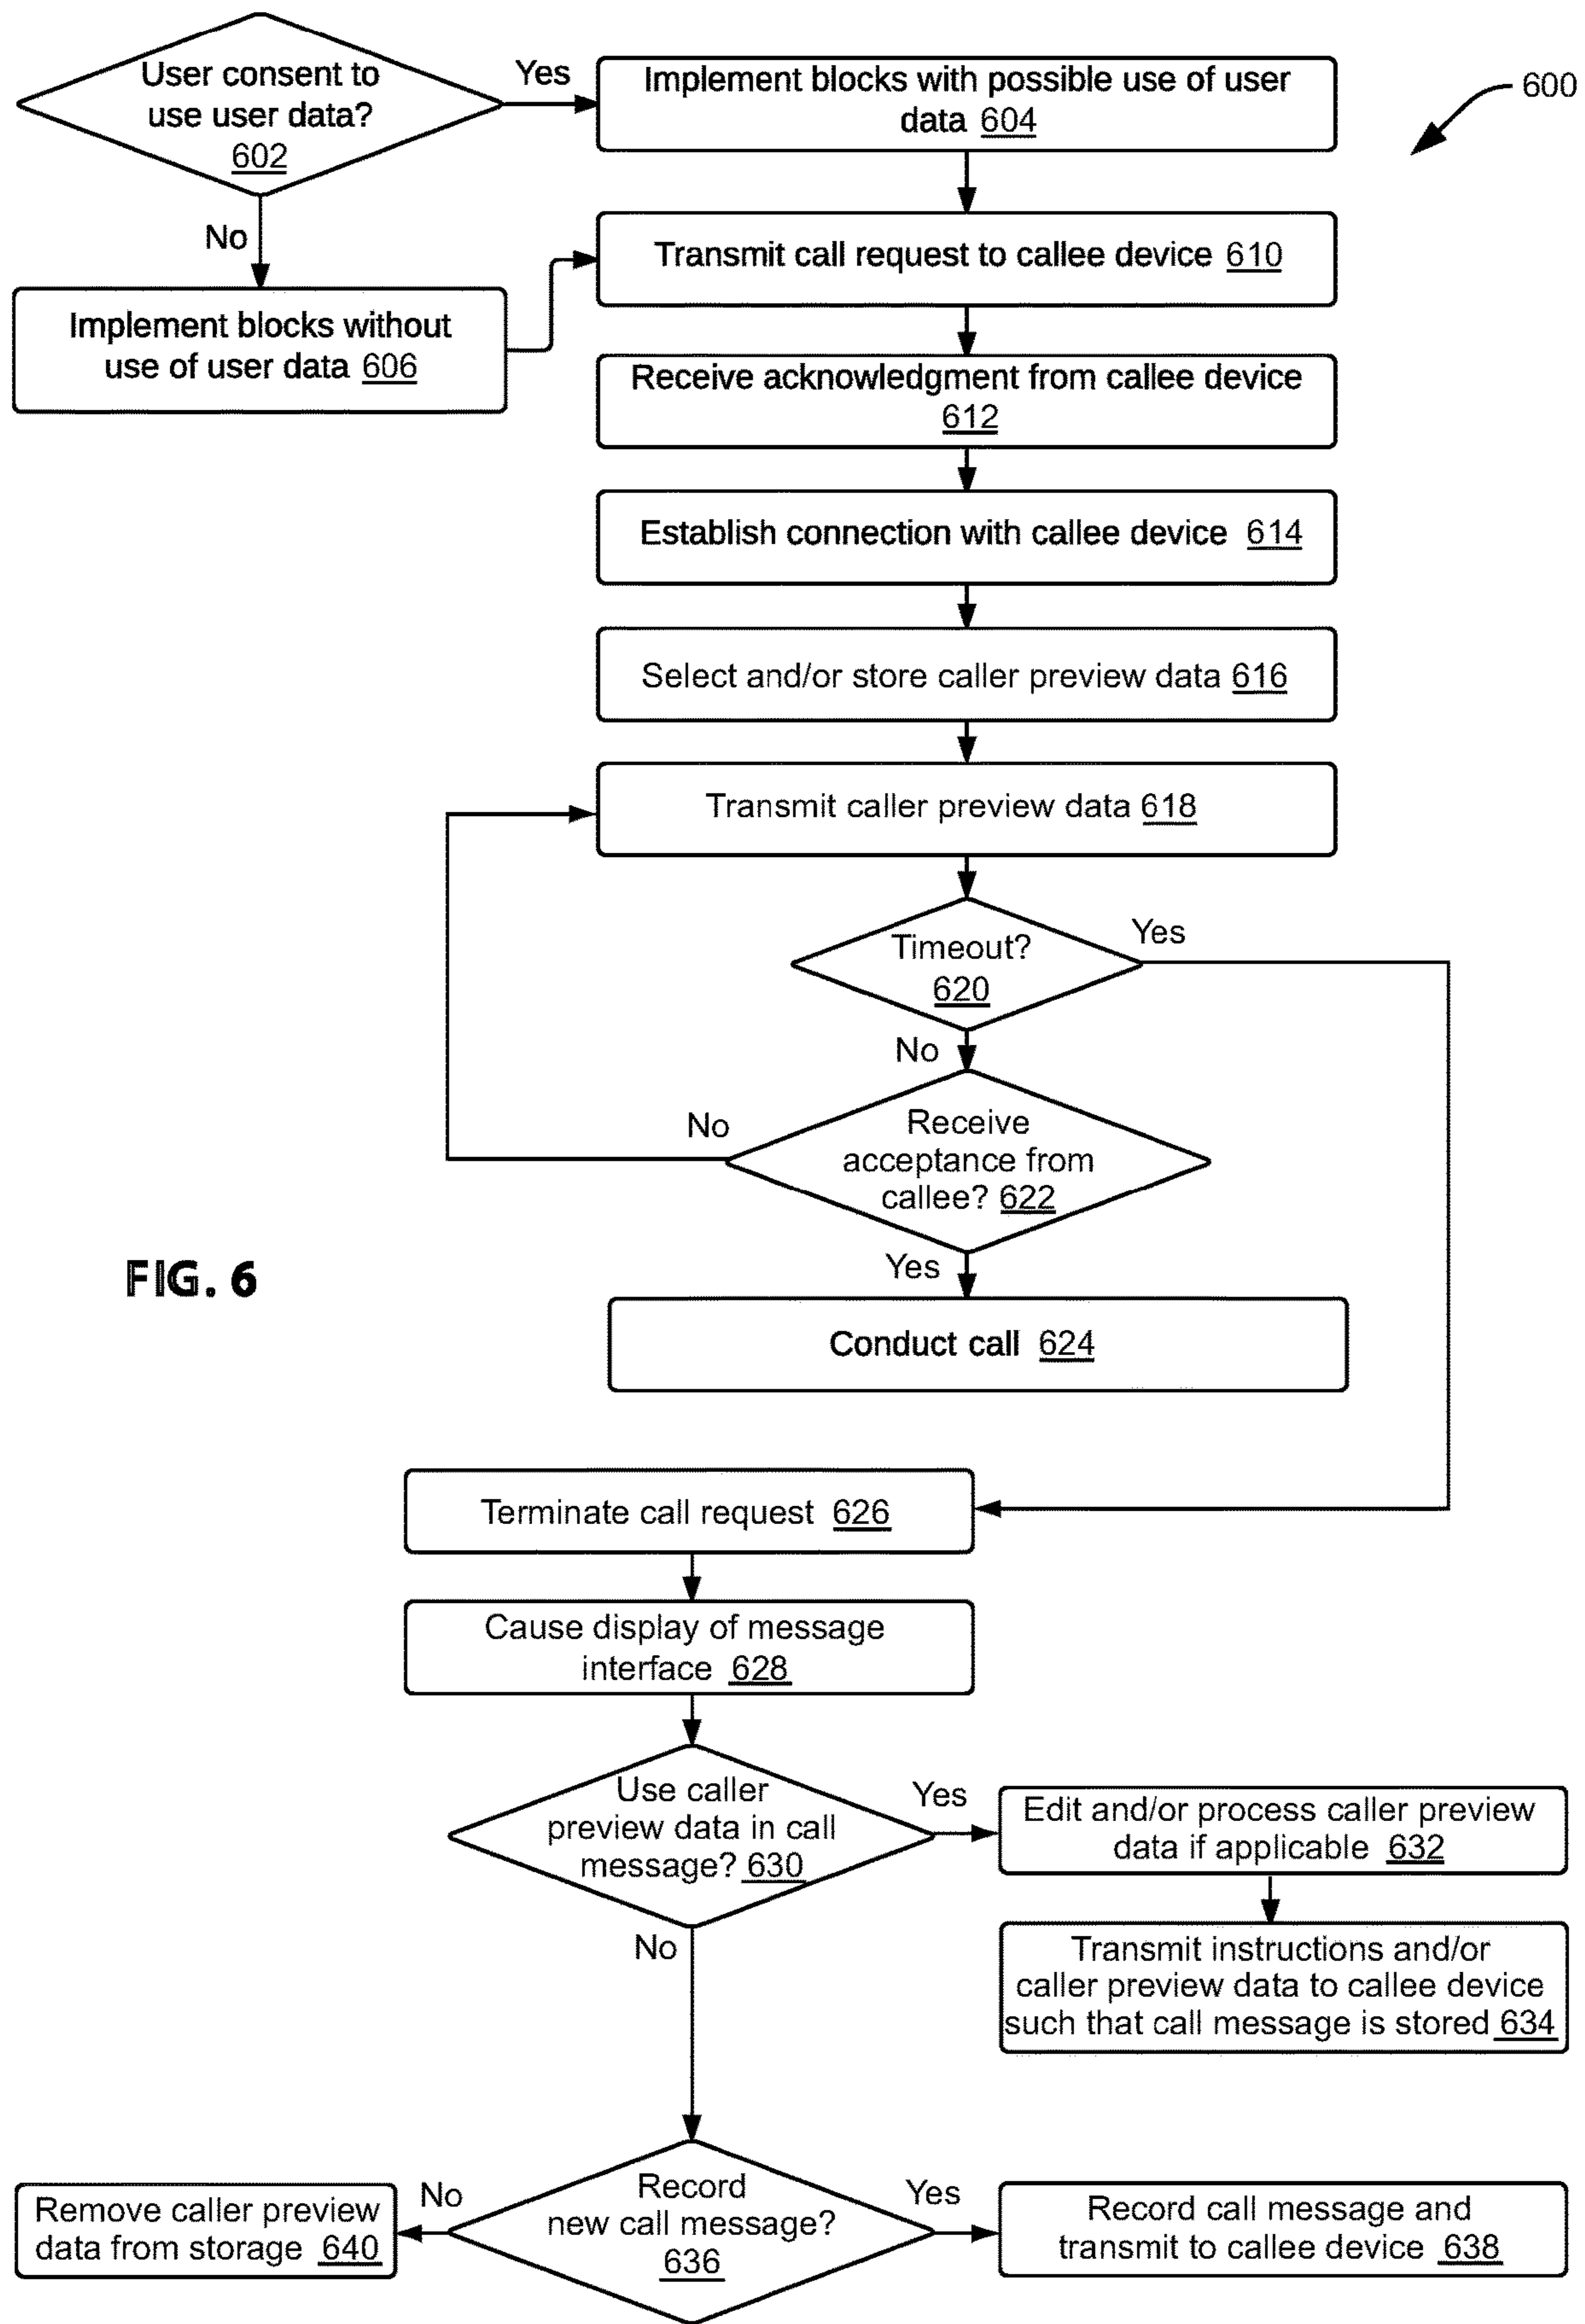 User consent to
use user data?
602
Yes
Implement blocks with possible use of user
data 604
600
No
Implement blocks without
use of user data 606
Transmit call request to callee device 610
Receive acknowledgment from callee device
612
Establish connection with callee device 614
Select and/or store caller preview data 616
Transmit caller preview data 618
Timeout?
620
Yes
No
Receive
acceptance from
callee? 622
No
Yes
FIG. 6
Conduct call 624
Terminate call request 626
Cause display of message
interface 628
Use caller
preview data in call
message? 630
Yes
Edit and/or process caller preview
data if applicable 632
Transmit instructions and/or
caller preview data to callee device
such that call message is stored 634
No
Record
new call message?
636
No
Remove caller preview
data from storage 640
Yes
Record call message and
transmit to callee device 638